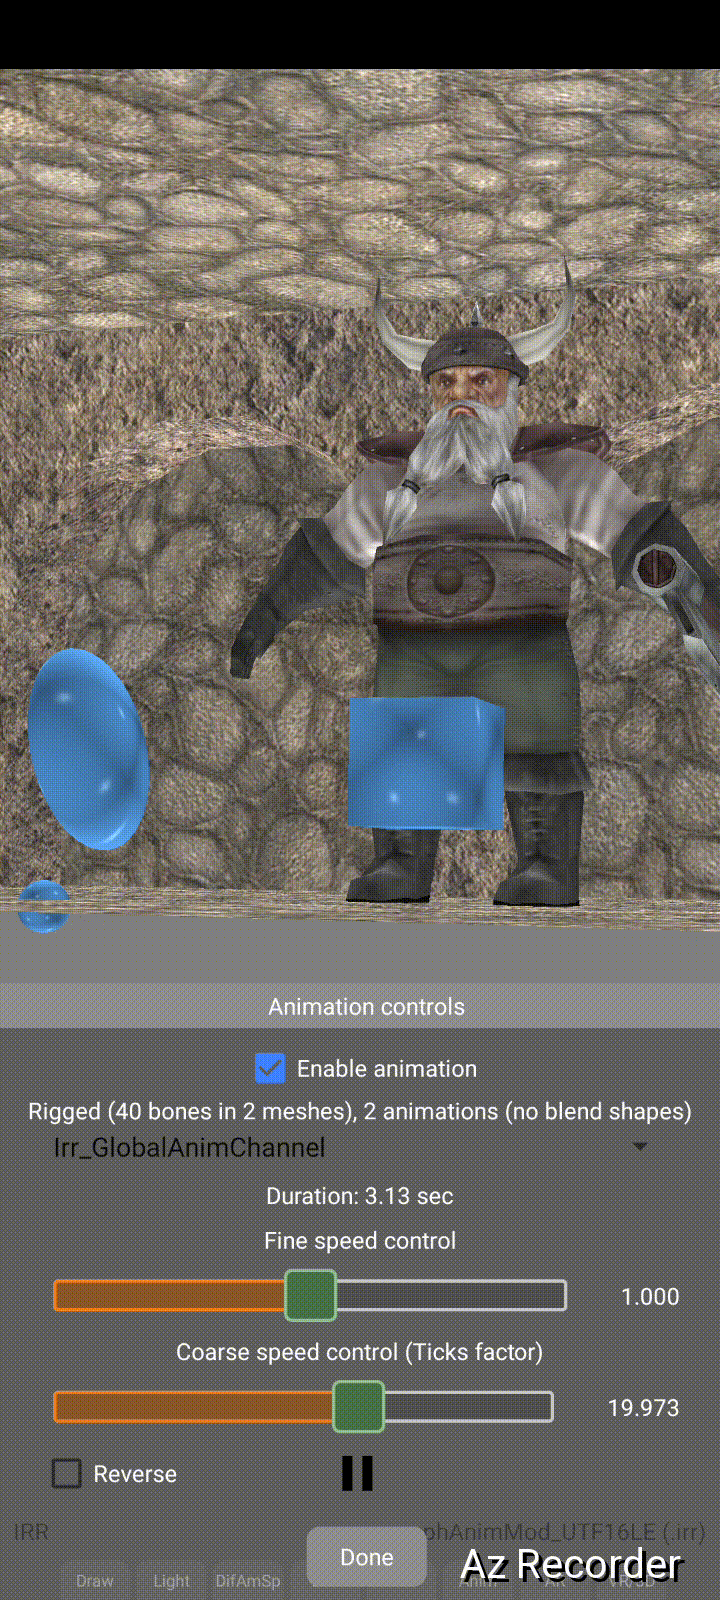 Animation controls
Enable animation
Rigged (40 bones in 2 meshes), 2 animations (no blend shapes)
Irr_GlobalAnimChannel
Duration: 3.13 sec
Fine speed control
1.000
Coarse speed control (Ticks factor)
19.973
Reverse
IRR
phAnimMod_UTF16LE (.irr)
Done
Az Recorder
Draw Light DifAmSp